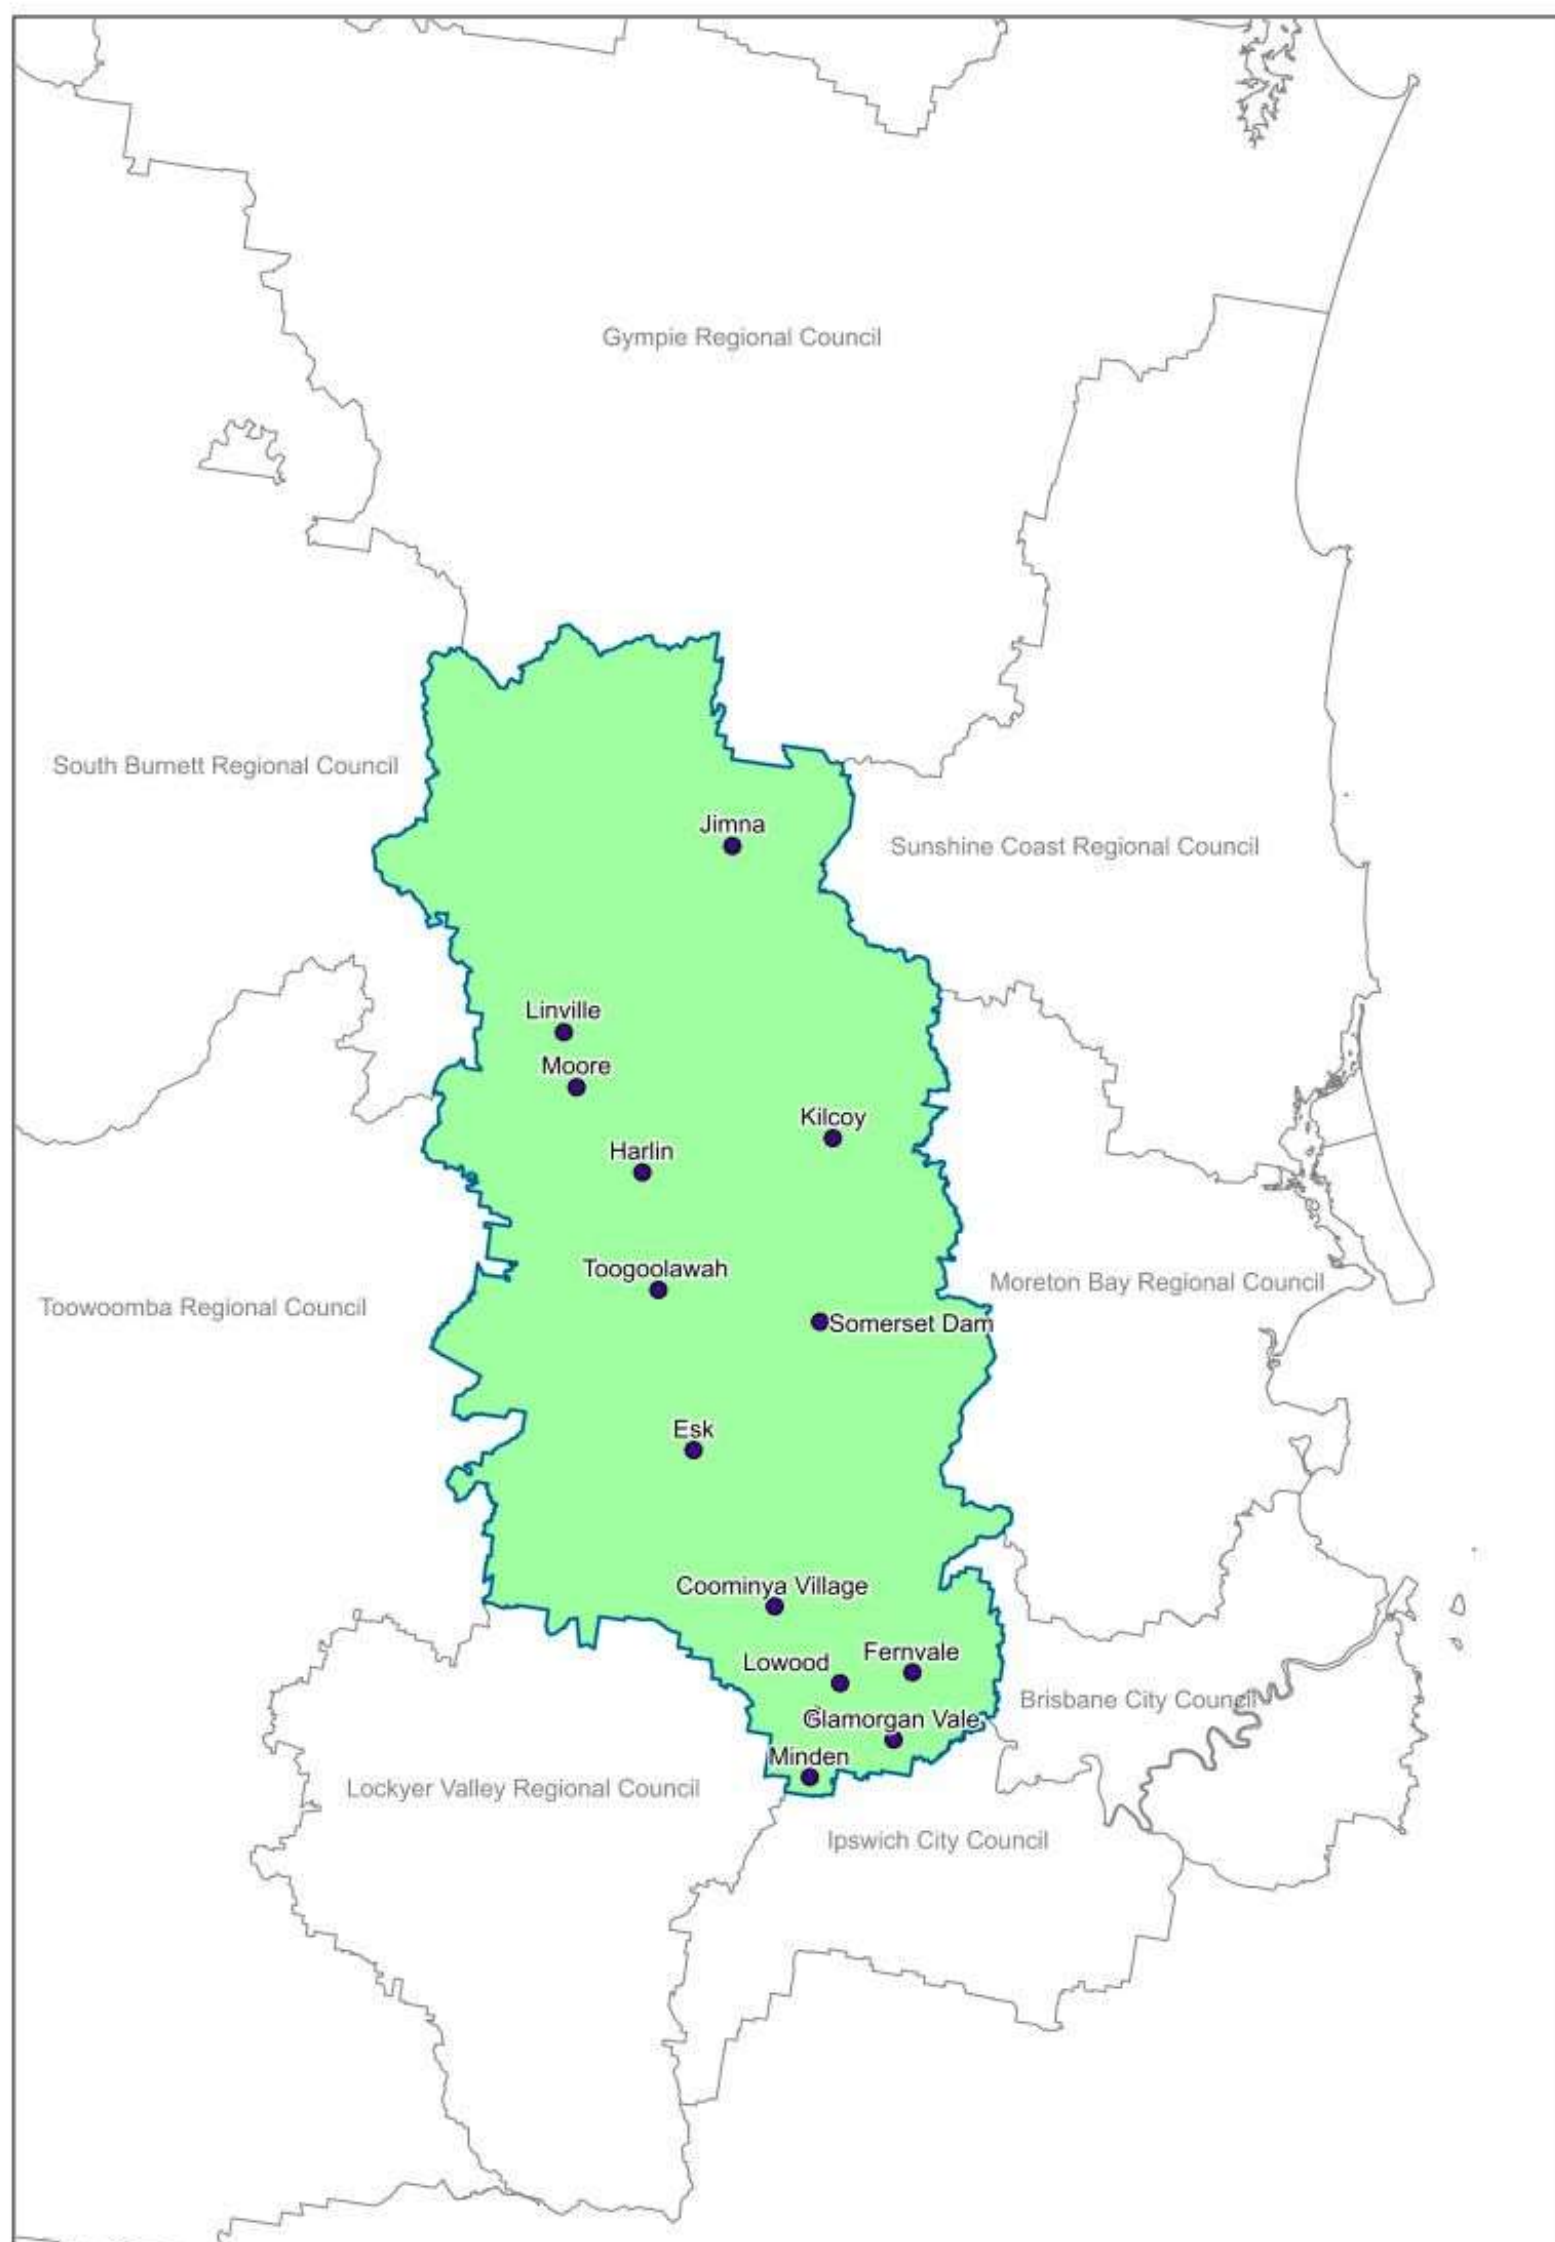 Gympie Regional Council
South Burnett Regional Council
Jimna
Sunshine Coast Regional Council
Linville
Moore
Kilcoy
Harlin
Toogoolawah
Moreton Bay Regional Council
Toowoomba Regional Council
Somerset Dam
Esk
Coominya Village
Fernvale
Lowood
Brisbane City Council
Glamorgan Vale
Minden
Lockyer Valley Regional Council
Ipswich City Council